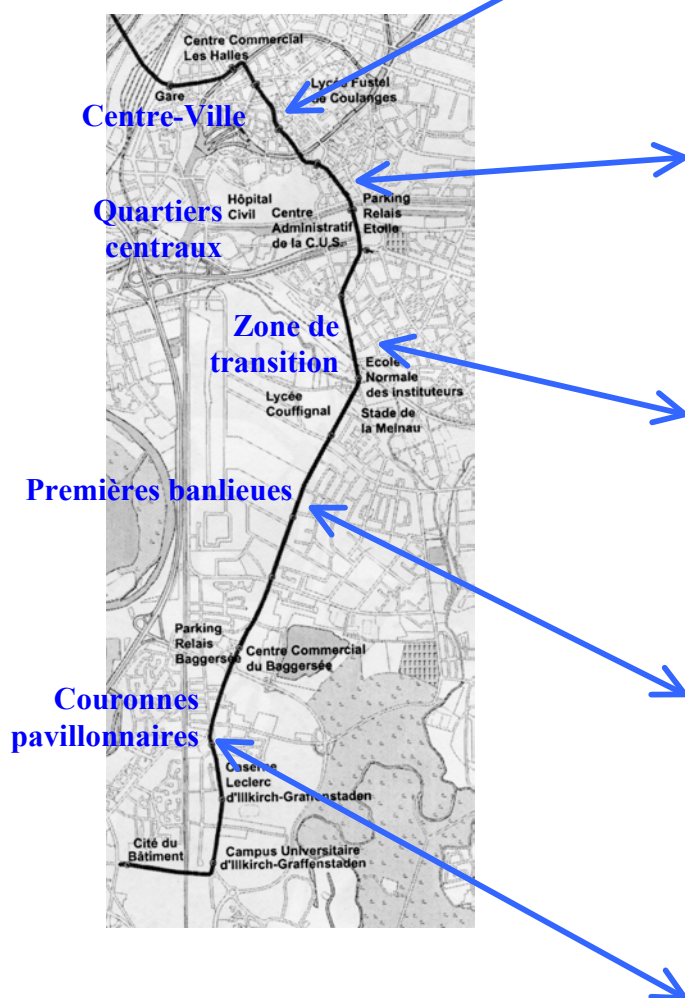 Centre Commercial
Les Halles
Gare
Lycée Fustel
de Coulanges
Centre-Ville
Hôpital
Civil
Centre
Administratif
de la C.U.S.
Parking
Relais
Etoile
Quartiers
centraux
Zone de
transition
Ecole
Normale
des instituteurs
Lycée
Couffignal
Stade de
la Meinau
Premières banlieues
Parking
Relais
Baggersée
Centre Commercial
du Baggersée
Couronnes
pavillonnaires
Caserne
Leclerc
d'Illkirch-Graffenstaden
Cité du
Bâtiment
Campus Universitaire
d'Illkirch-Graffenstaden